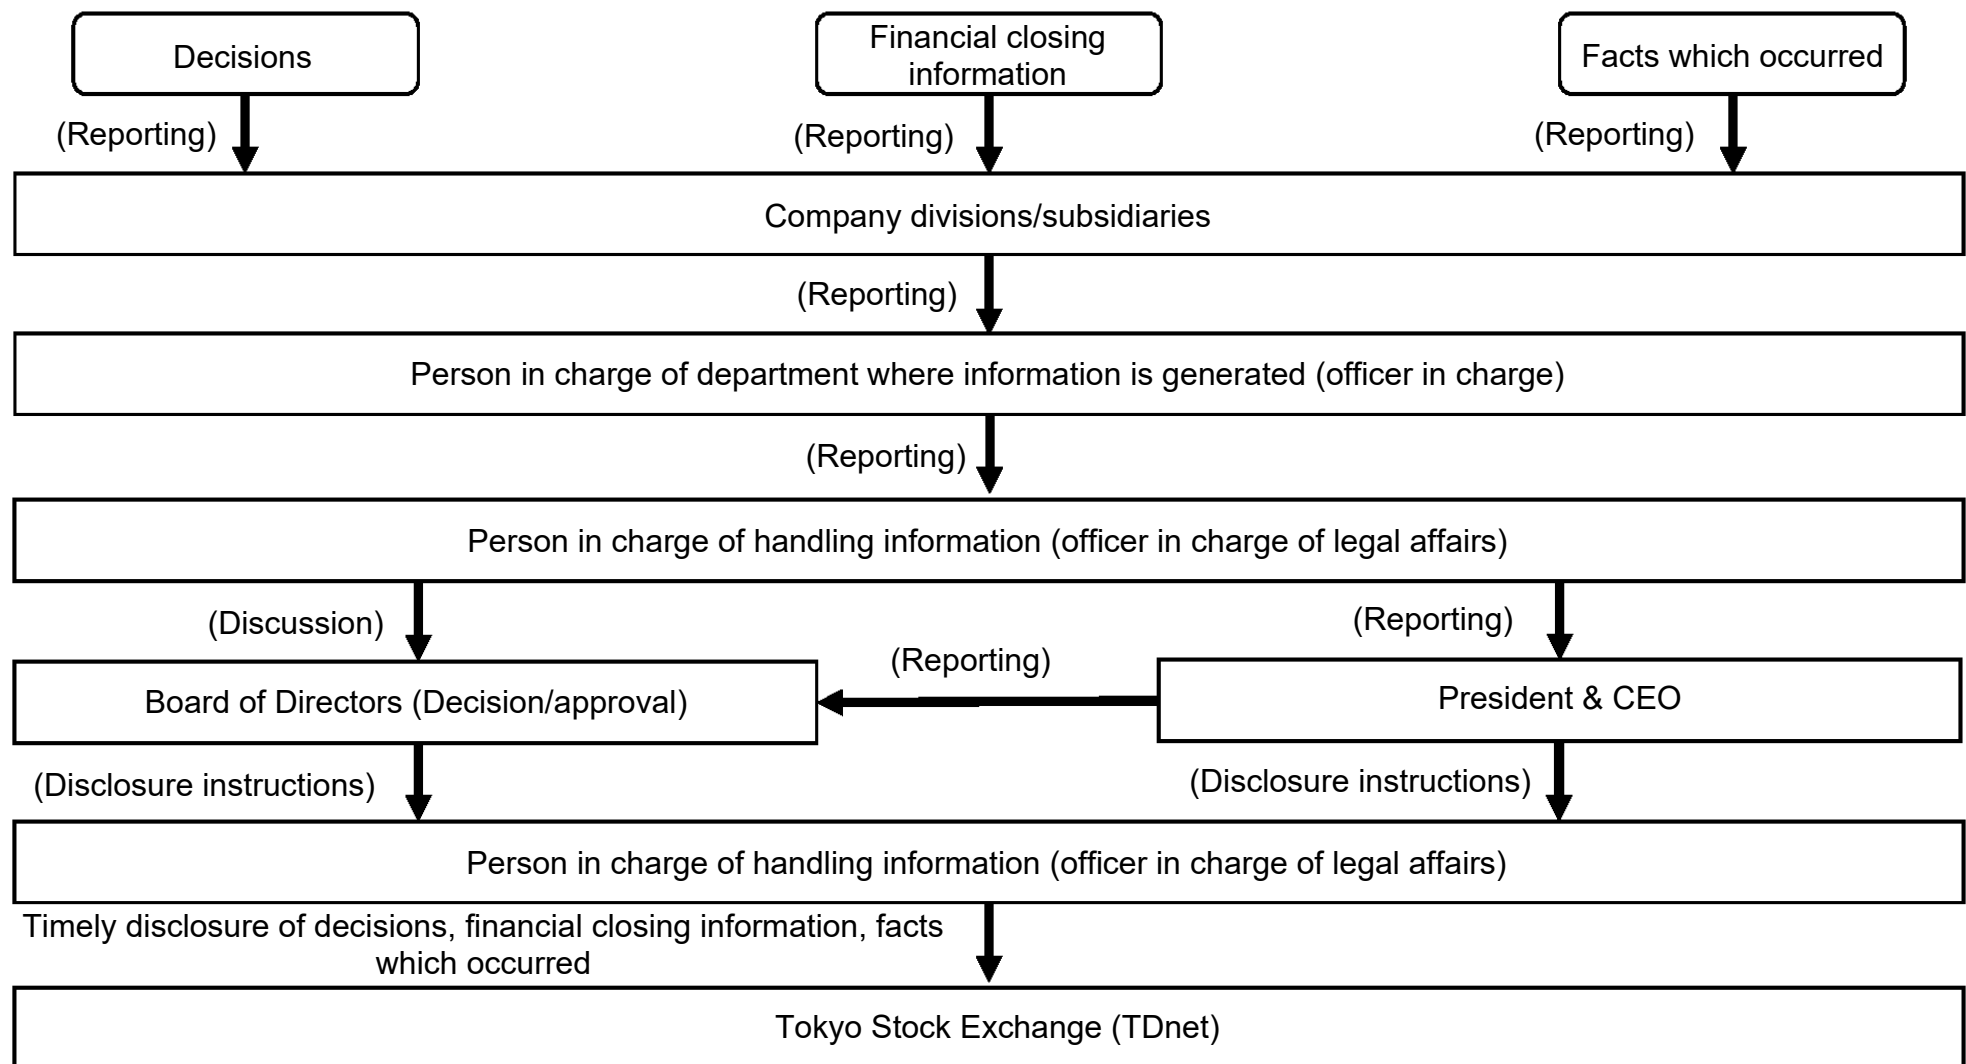 Decisions
Financial closing
information
Facts which occurred
(Reporting)
(Reporting)
(Reporting)
Company divisions/subsidiaries
(Reporting)
Person in charge of department where information is generated (officer in charge)
(Reporting)
Person in charge of handling information (officer in charge of legal affairs)
(Discussion)
(Reporting)
(Reporting)
Board of Directors (Decision/approval)
President & CEO
(Disclosure instructions)
(Disclosure instructions)
Person in charge of handling information (officer in charge of legal affairs)
Timely disclosure of decisions, financial closing information, facts
which occurred
Tokyo Stock Exchange (TDnet)